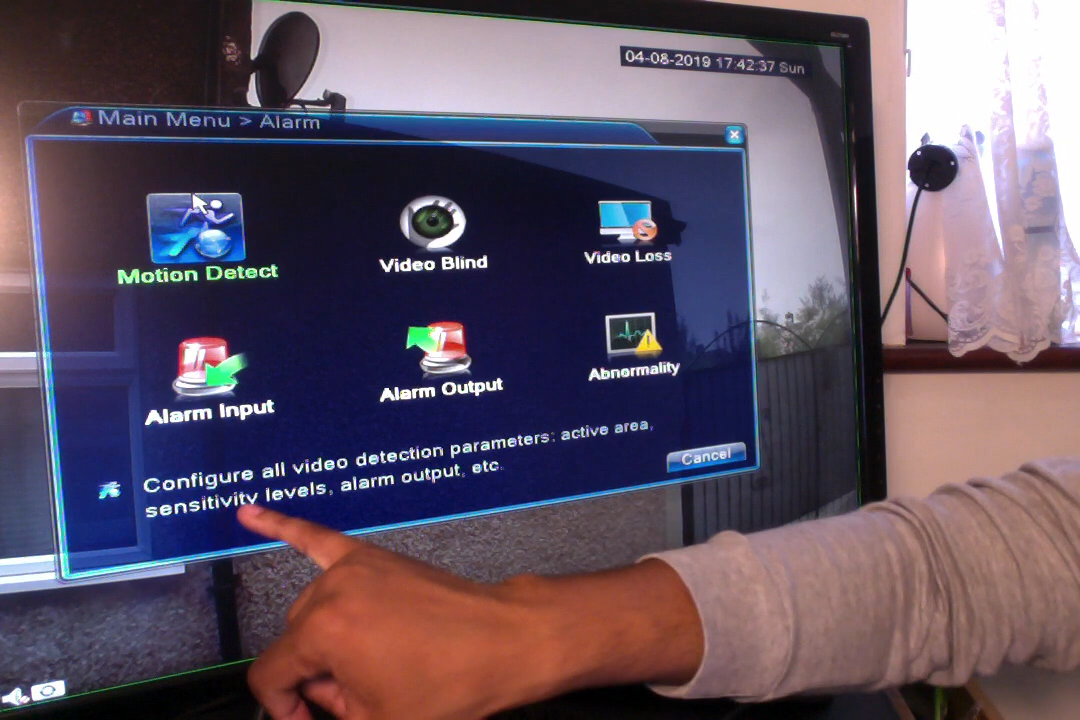 04-08-2019 17:42:37 Sun
Main Menu > Alarm
Motion Detect
Video Blind
Video Loss
Alarm Input
Alarm Output
Abnormality
Configure all video detection parameters: active area,
sensitivity levels, alarm output, etc.
Cancel